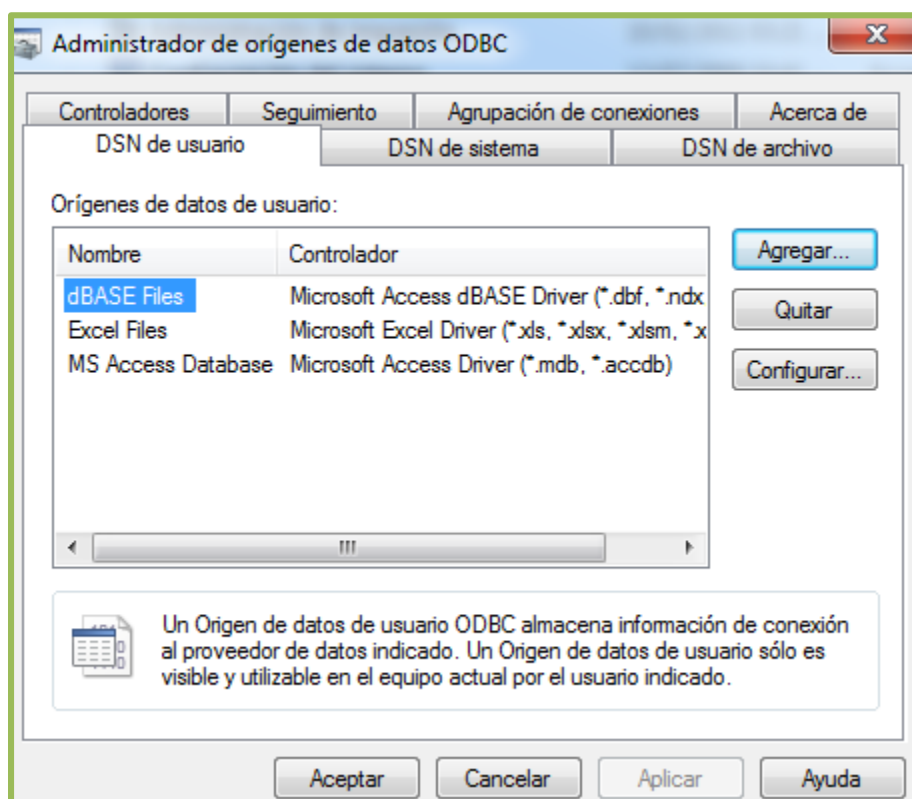 Administrador de orígenes de datos ODBC
Controladores Seguimiento Agrupación de conexiones Acerca de
DSN de usuario DSN de sistema DSN de archivo
Orígenes de datos de usuario:
Nombre Controlador
dBASE Files Microsoft Access dBASE Driver (*.dbf, *.ndx
Excel Files Microsoft Excel Driver (*.xls, *.xlsx, *.xlsm, *.x
MS Access Database Microsoft Access Driver (*.mdb, *.accdb)
Agregar...
Quitar
Configurar...
Un Origen de datos de usuario ODBC almacena información de conexión
al proveedor de datos indicado. Un Origen de datos de usuario sólo es
visible y utilizable en el equipo actual por el usuario indicado.
Aceptar Cancelar Aplicar Ayuda